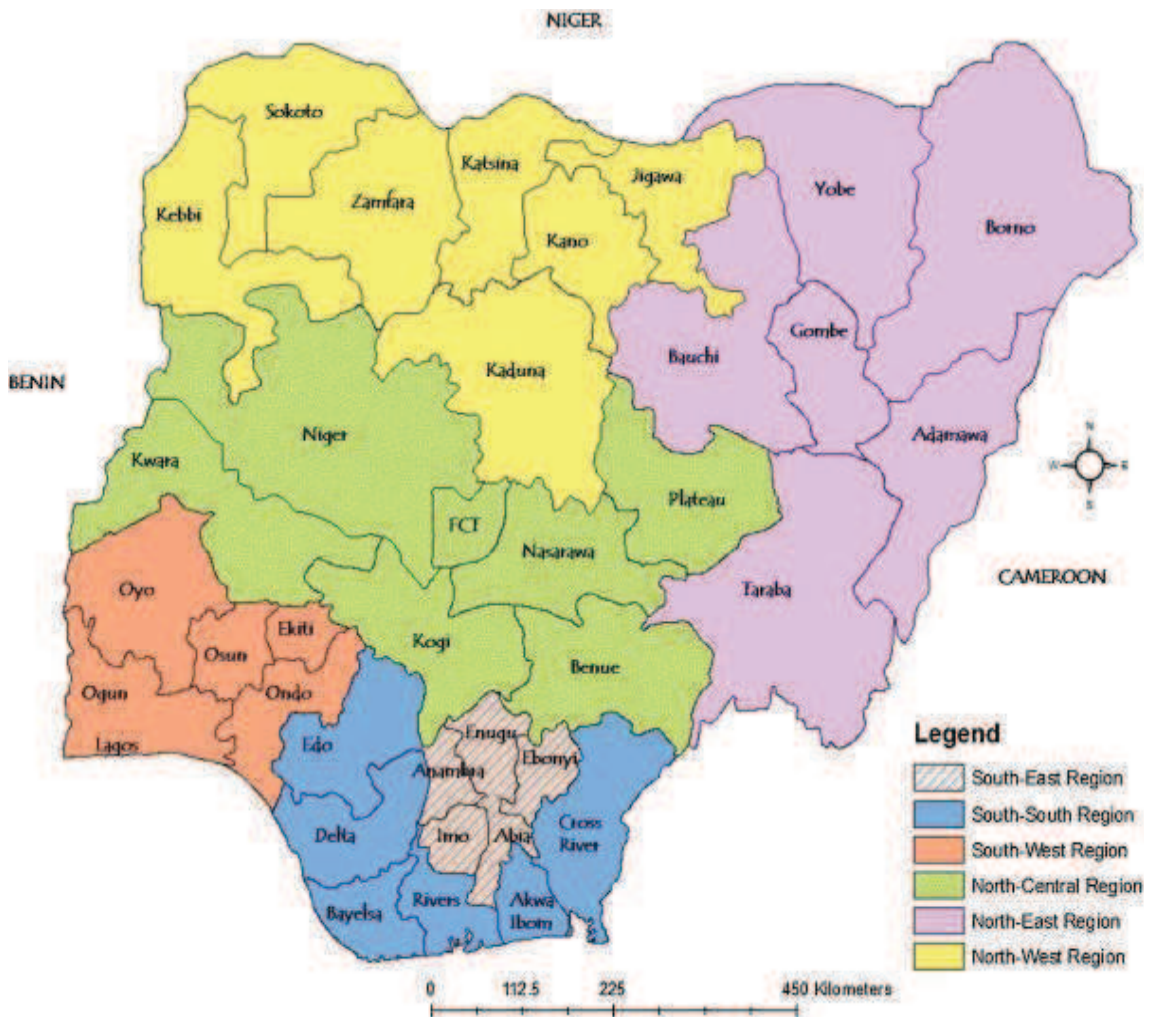 NIGER
Sokoto
Katsina
Jigawa
Yobe
Kebbi
Zamfara
Kano
Borno
Gombe
Bauchi
Kaduna
BENIN
Niger
Adamawa
Kwara
N
W
E
S
Plateau
FCT
Nasarawa
CAMEROON
Oyo
Taraba
Ekiti
Kogi
Osun
Benue
Ogun
Ondo
Lagos
Edo
Enugu
Ebonyi
Anambra
Delta
Imo
Abia
Cross
River
Bayelsa
Rivers
Akwa
Ibom
Legend
South-East Region
South-South Region
South-West Region
North-Central Region
North-East Region
North-West Region
0 112.5 225 450 Kilometers